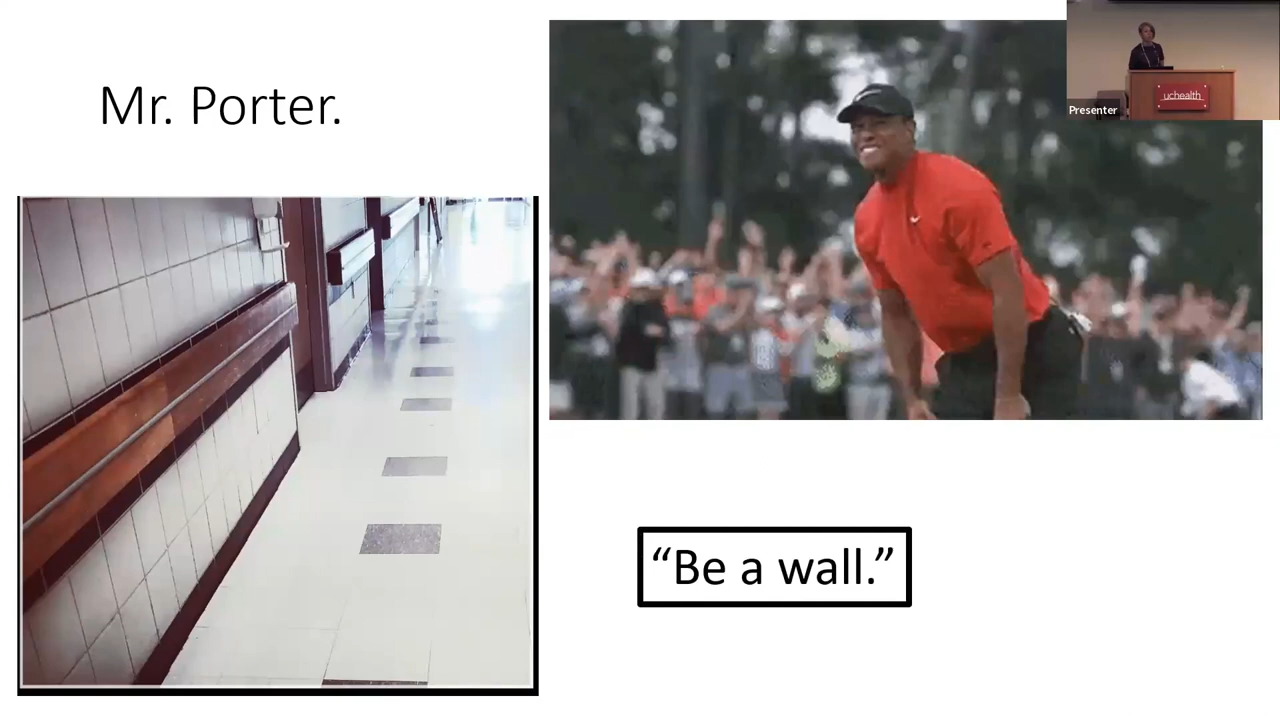 Mr. Porter.
uchealth
Presenter
“Be a wall.”